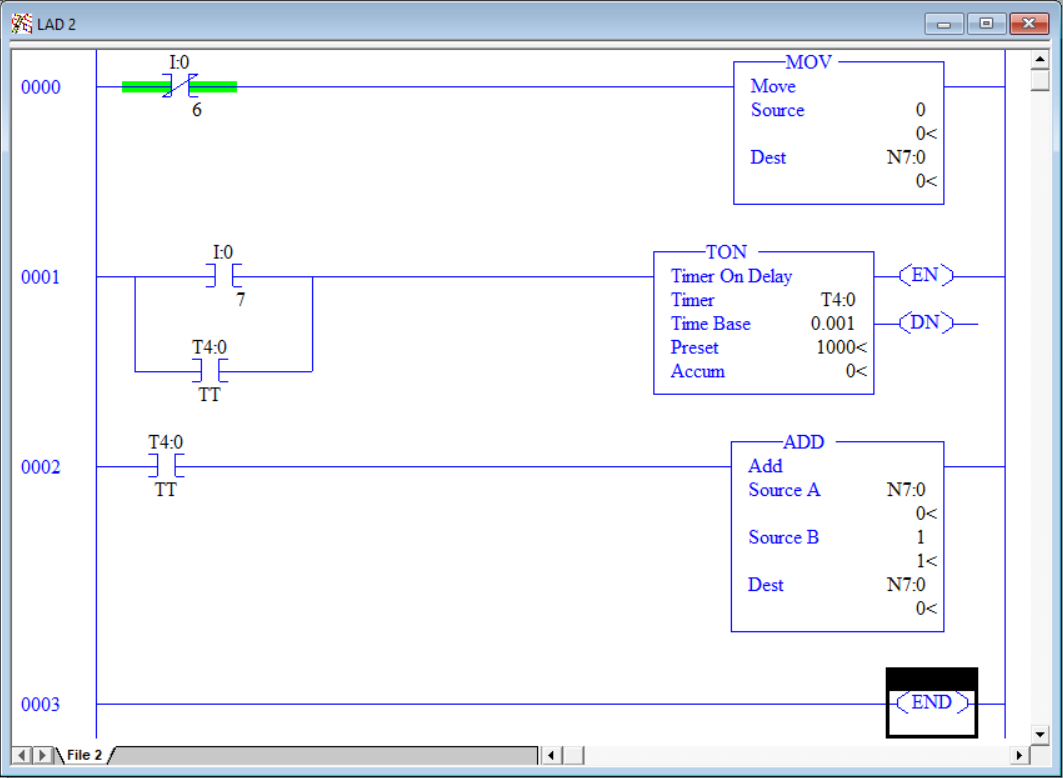 LAD 2
0000
I:0
6
MOV
Move
Source 0
0<
Dest N7:0
0<
0001
I:0
7
T4:0
TT
TON
Timer On Delay
Timer T4:0
Time Base 0.001
Preset 1000<
Accum 0<
EN
DN
0002
T4:0
TT
ADD
Add
Source A N7:0
0<
Source B 1
1<
Dest N7:0
0<
0003
END
File 2